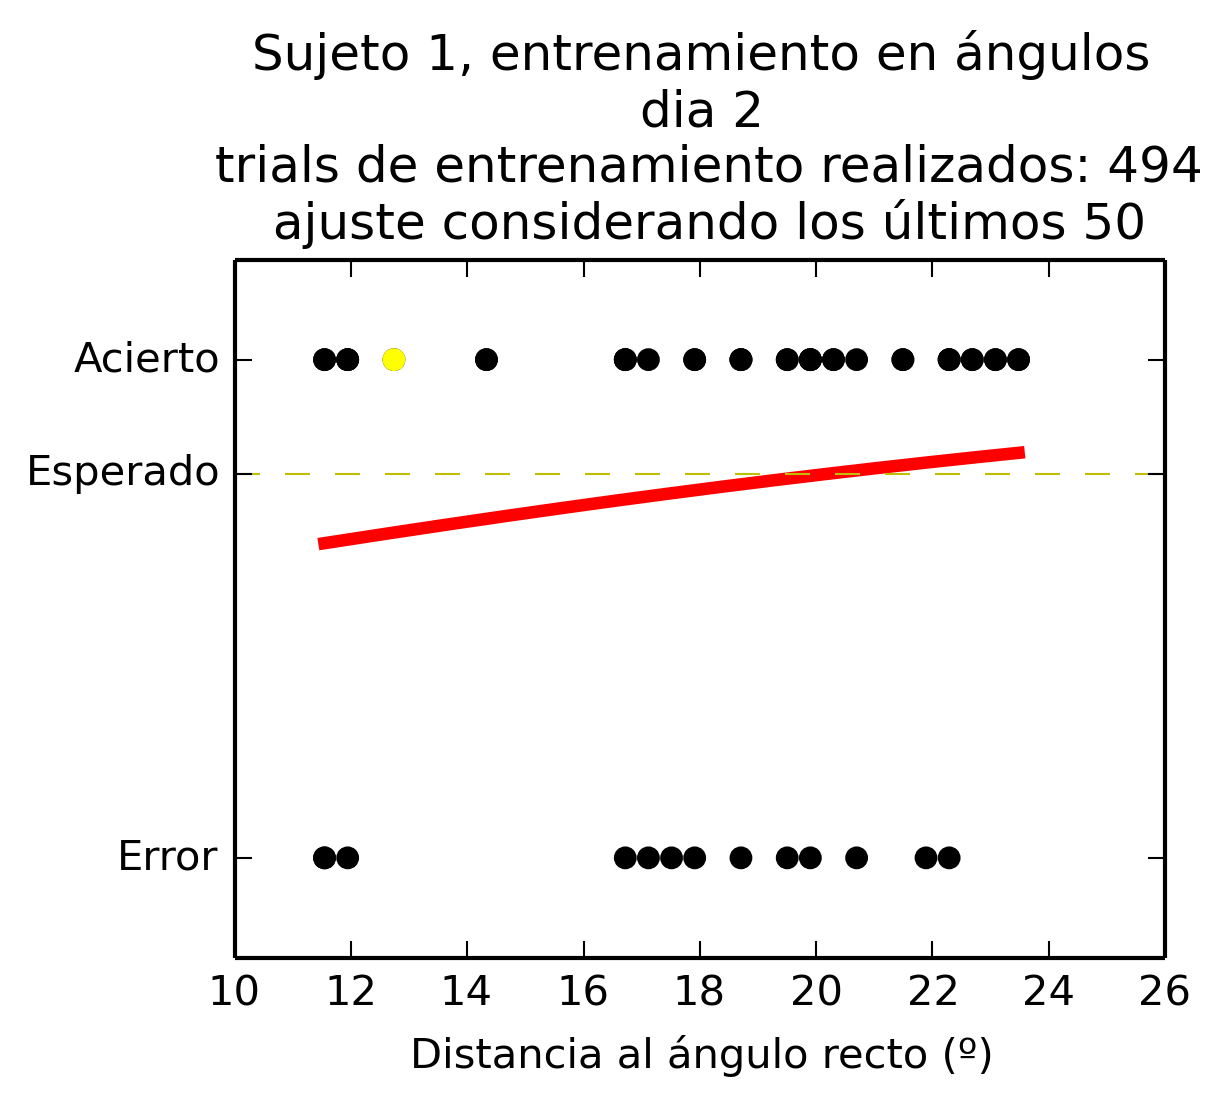 Sujeto 1, entrenamiento en ángulos
dia 2
trials de entrenamiento realizados: 494
ajuste considerando los últimos 50
Acierto
Esperado
Error
10 12 14 16 18 20 22 24 26
Distancia al ángulo recto (º)